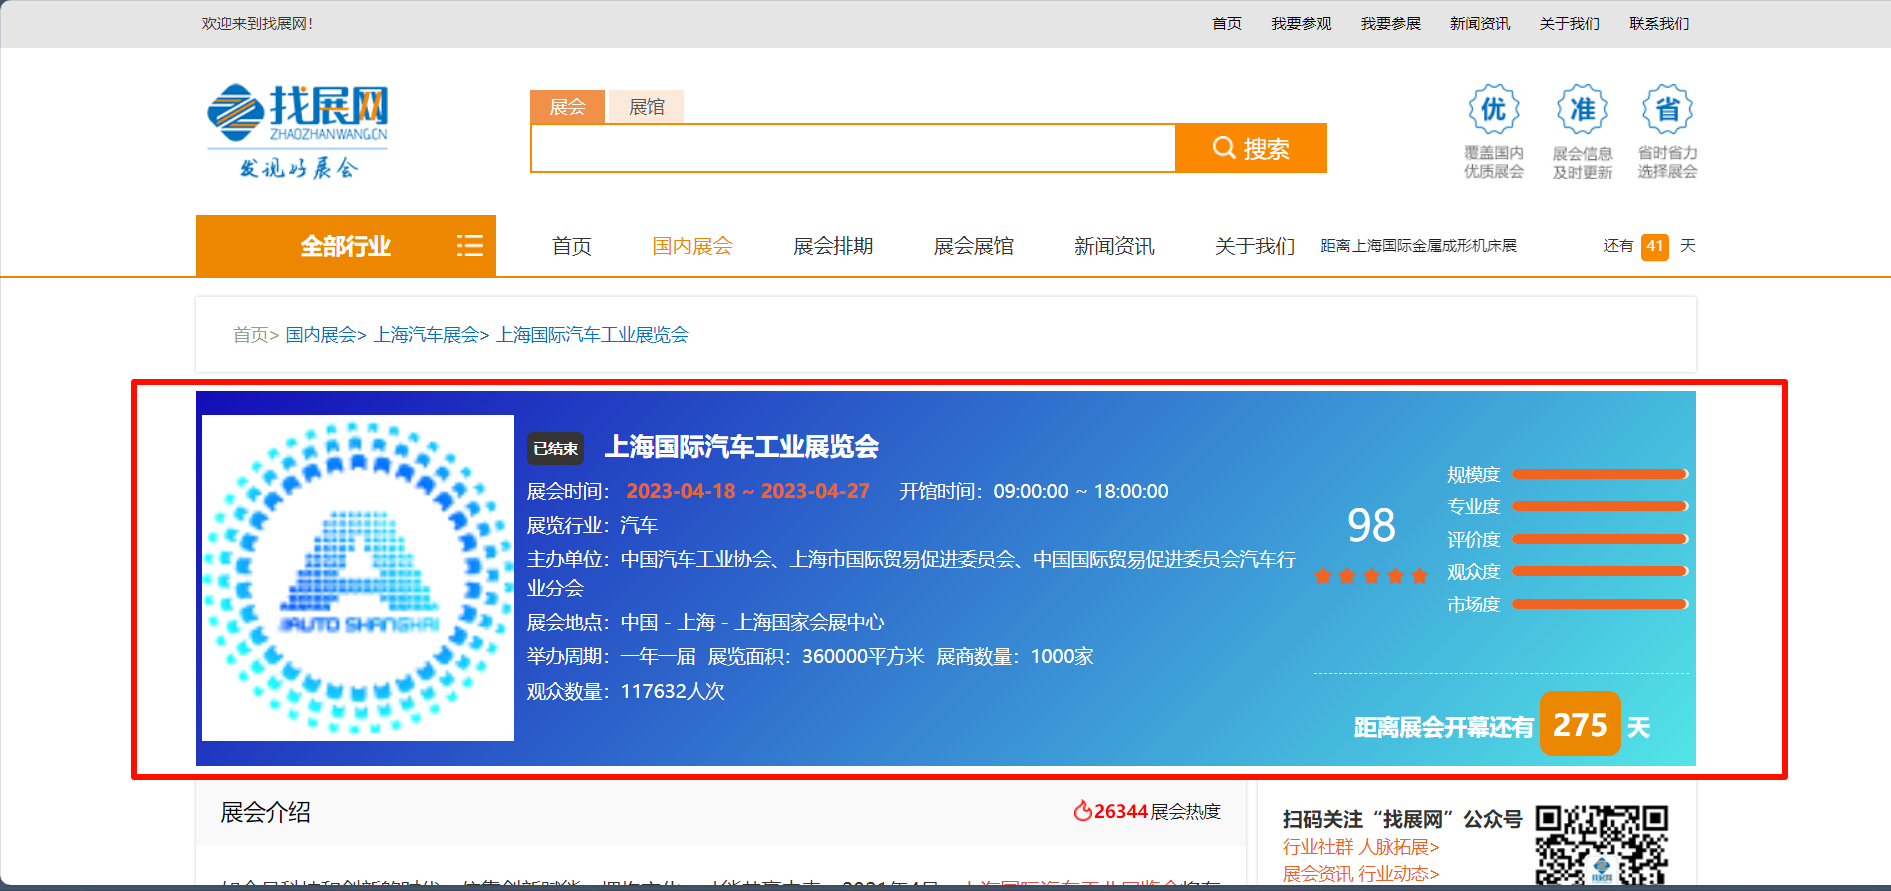 欢迎来到找展网！
首页 我要参观 我要参展 新闻资讯 关于我们 联系我们
找展网
ZHAOZHANWANG.CN
发现好展会
展会 展馆
搜索
优 准 省
覆盖国内 展会信息 省时省力
优质展会 及时更新 选择展会
全部行业 首页 国内展会 展会排期 展会展馆 新闻资讯 关于我们 距离上海国际金属成形机床展 还有 41 天
首页> 国内展会> 上海汽车展会> 上海国际汽车工业展览会
AUTO SHANGHAI
已结束 上海国际汽车工业展览会
展会时间： 2023-04-18 ~ 2023-04-27 开馆时间：09:00:00 ~ 18:00:00
展览行业：汽车
主办单位：中国汽车工业协会、上海市国际贸易促进委员会、中国国际贸易促进委员会汽车行
业分会
展会地点：中国 - 上海 - 上海国家会展中心
举办周期：一年一届 展览面积：360000平方米 展商数量：1000家
观众数量：117632人次
98
规模度
专业度
评价度
观众度
市场度
距离展会开幕还有 275 天
展会介绍
26344展会热度
扫码关注“找展网”公众号
行业社群 人脉拓展>
展会资讯 行业动态>